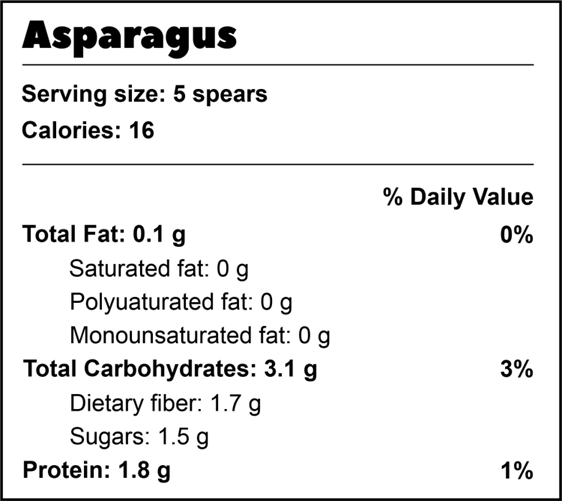 Asparagus
Serving size: 5 spears
Calories: 16
% Daily Value
Total Fat: 0.1 g 0%
Saturated fat: 0 g
Polyuaturated fat: 0 g
Monounsaturated fat: 0 g
Total Carbohydrates: 3.1 g 3%
Dietary fiber: 1.7 g
Sugars: 1.5 g
Protein: 1.8 g 1%